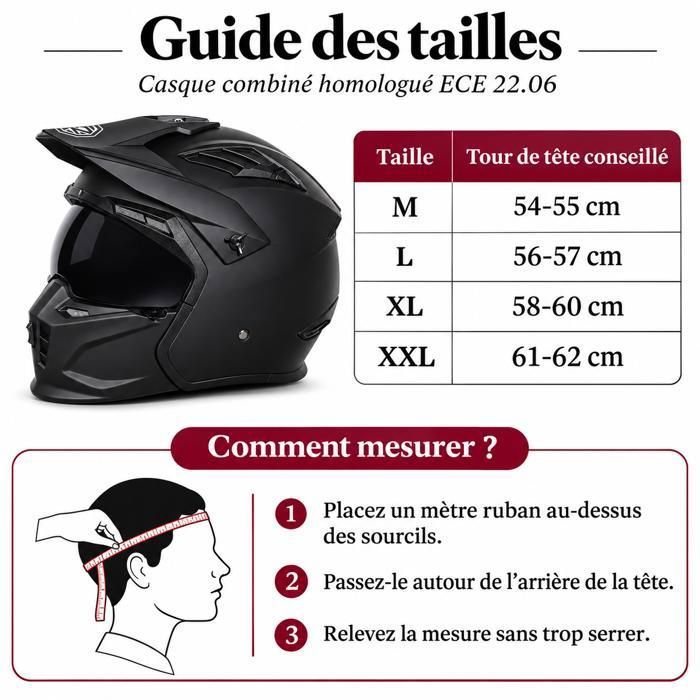 Guide des tailles
Casque combiné homologué ECE 22.06
Taille Tour de tête conseillé
M 54-55 cm
L 56-57 cm
XL 58-60 cm
XXL 61-62 cm
Comment mesurer ?
1 Placez un mètre ruban au-dessus
des sourcils.
2 Passez-le autour de l'arrière de la tête.
3 Relevez la mesure sans trop serrer.